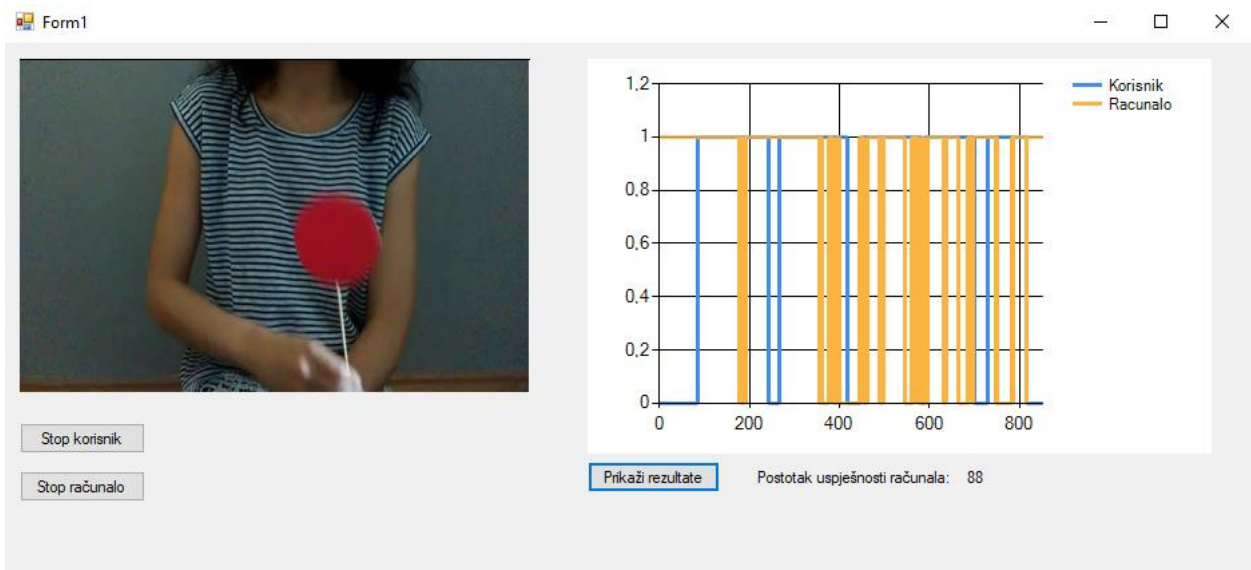 Form1
Stop korisnik
Stop računalo
1,2
1
0,8
0,6
0,4
0,2
0
0 200 400 600 800
Korisnik
Racunalo
Prikaži rezultate Postotak uspješnosti računala: 88